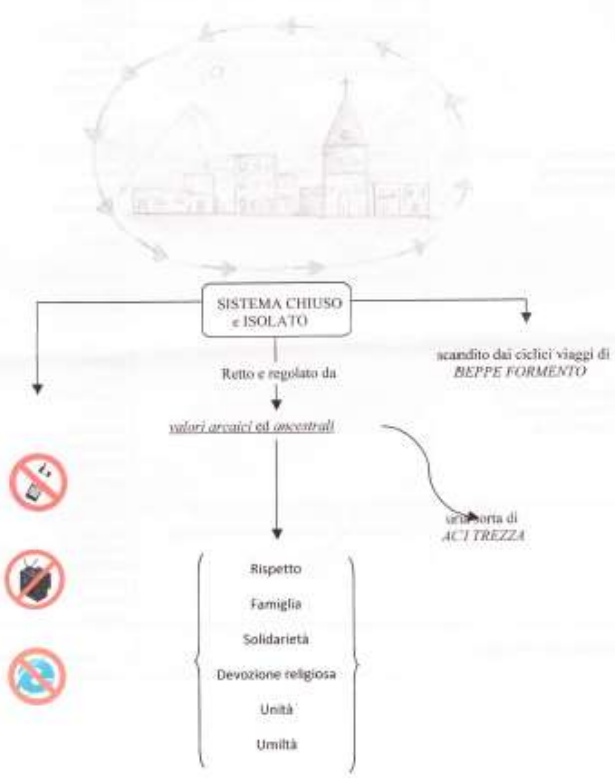 SISTEMA CHIUSO
e ISOLATO
Retto e regolato da
scandito dai ciclici viaggi di
BEPPE FORMENTO
valori arcaici ed ancestrali
una sorta di
ACI TREZZA
Rispetto
Famiglia
Solidarietà
Devozione religiosa
Unità
Umiltà